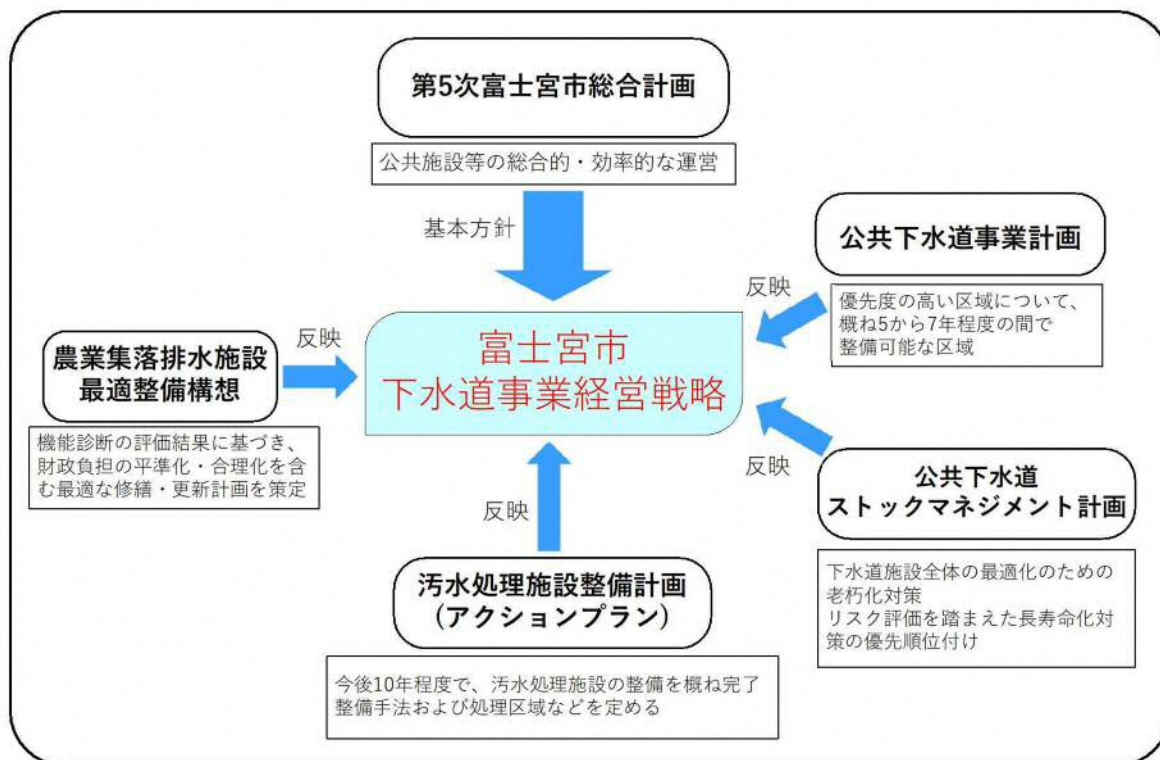 第5次富士宮市総合計画
公共施設等の総合的・効率的な運営
基本方針
公共下水道事業計画
反映
優先度の高い区域について、
概ね5から7年程度の間で
整備可能な区域
農業集落排水施設
最適整備構想
反映
機能診断の評価結果に基づき、
財政負担の平準化・合理化を含
む最適な修繕・更新計画を策定
富士宮市
下水道事業経営戦略
反映
公共下水道
ストックマネジメント計画
下水道施設全体の最適化のための
老朽化対策
リスク評価を踏まえた長寿命化対
策の優先順位付け
反映
汚水処理施設整備計画
(アクションプラン)
今後10年程度で、汚水処理施設の整備を概ね完了
整備手法および処理区域などを定める